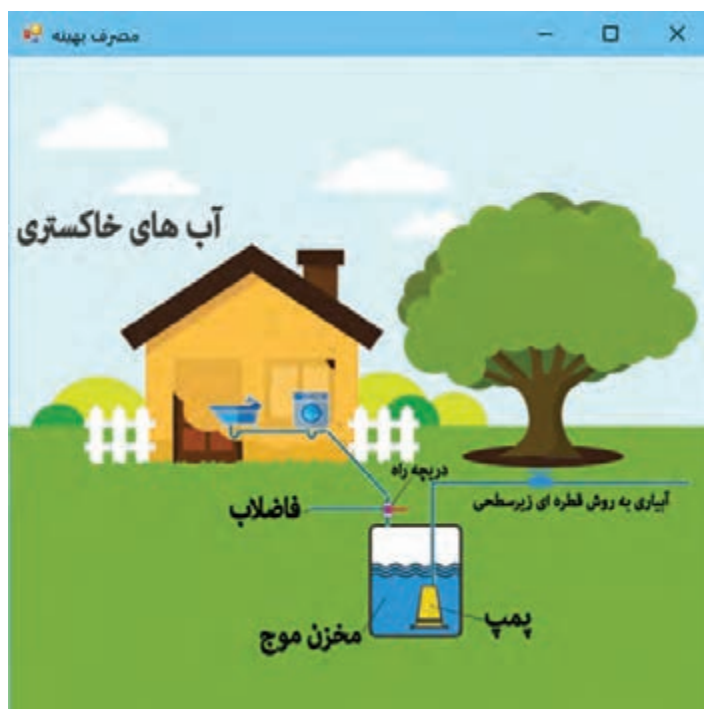 مصرف بهینه
آب های خاکستری
دریچه راه
آبیاری به روش قطره ای زیرسطحی
فاضلاب
پمپ
مخزن موج